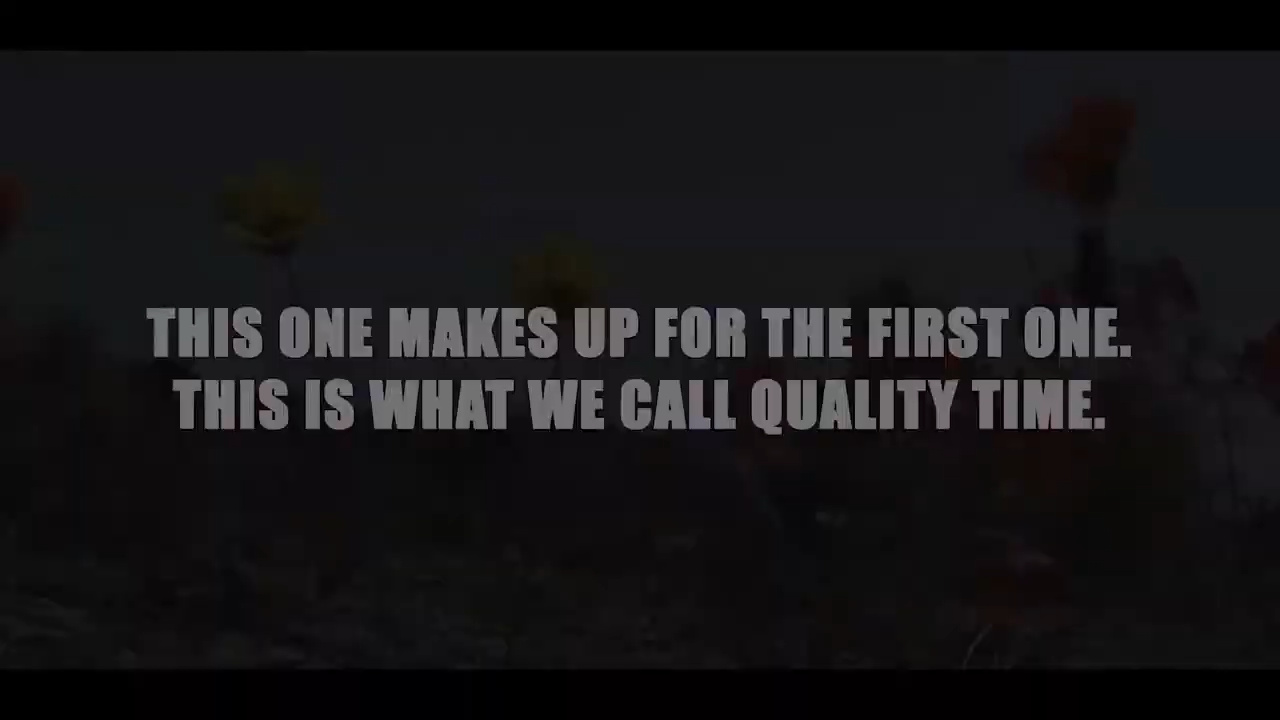 THIS ONE MAKES UP FOR THE FIRST ONE.
THIS IS WHAT WE CALL QUALITY TIME.